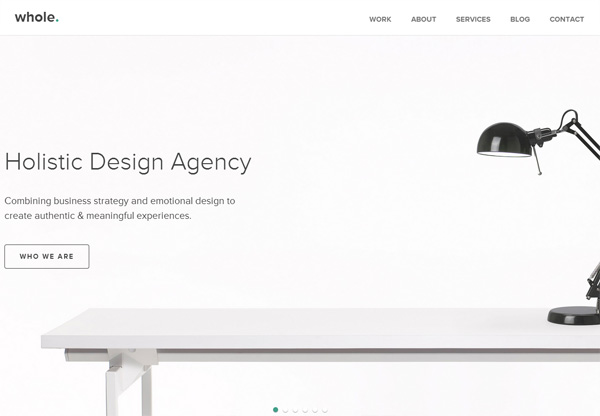 whole.
WORK ABOUT SERVICES BLOG CONTACT
Holistic Design Agency
Combining business strategy and emotional design to
create authentic & meaningful experiences.
WHO WE ARE